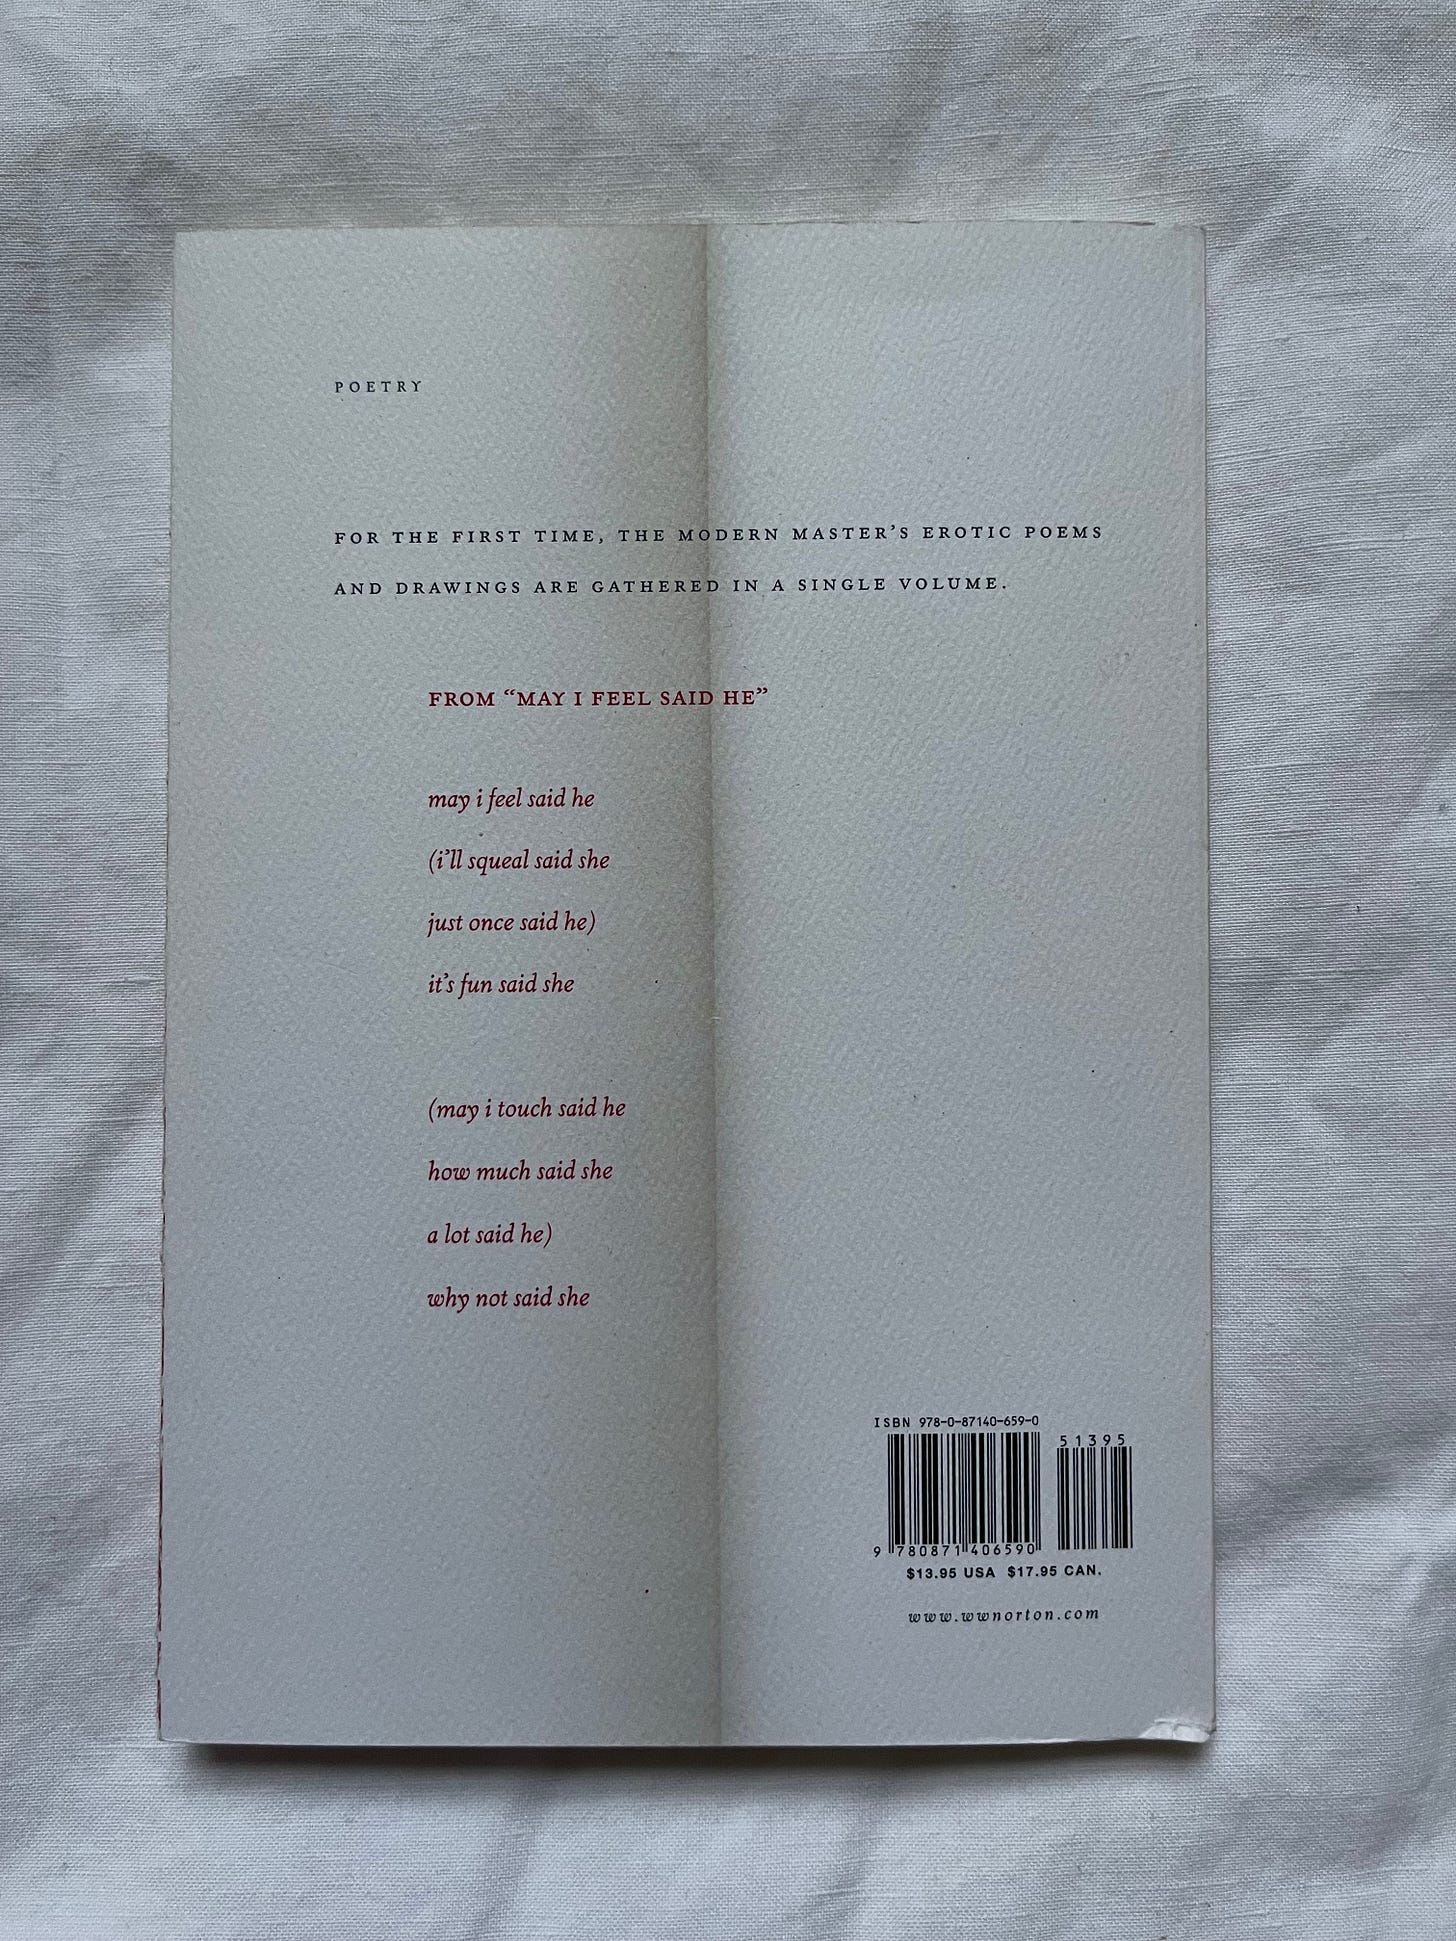 POETRY
FOR THE FIRST TIME, THE MODERN MASTER'S EROTIC POEMS
AND DRAWINGS ARE GATHERED IN A SINGLE VOLUME.
FROM “MAY I FEEL SAID HE”
may i feel said he
(i'll squeal said she
just once said he)
it's fun said she
(may i touch said he
how much said she
a lot said he)
why not said she
ISBN 978-0-87140-659-0
51395
9 780871 406590
$13.95 USA $17.95 CAN.
www.wwnorton.com